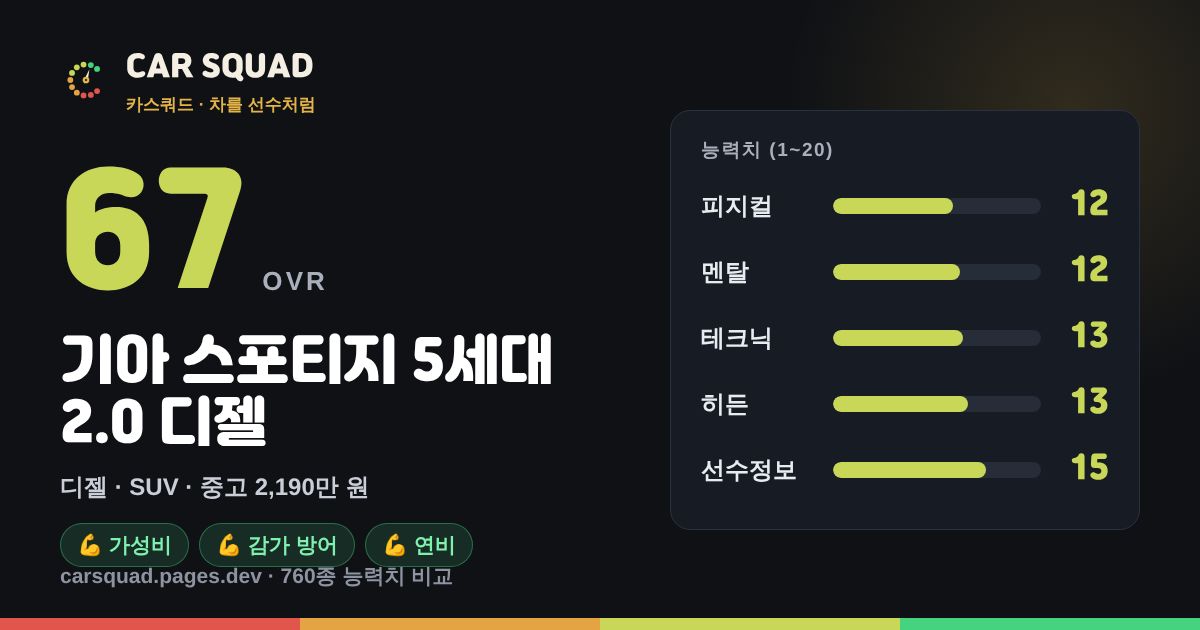 CAR SQUAD
카스쿼드 · 차를 선수처럼
67 OVR
기아 스포티지 5세대
2.0 디젤
디젤 · SUV · 중고 2,190만 원
💪 가성비 💪 감가 방어 💪 연비
carsquad.pages.dev · 760종 능력치 비교
능력치 (1~20)
피지컬 12
멘탈 12
테크닉 13
히든 13
선수정보 15